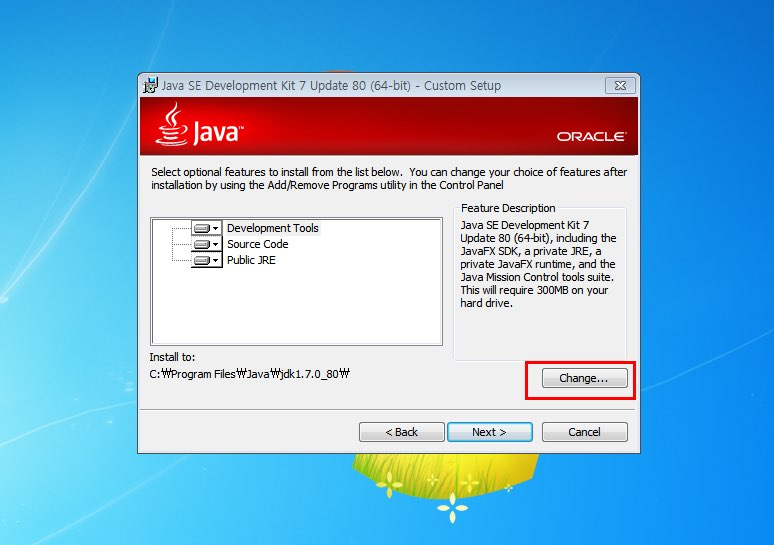 Java SE Development Kit 7 Update 80 (64-bit) - Custom Setup
Java™
ORACLE®
Select optional features to install from the list below. You can change your choice of features after
installation by using the Add/Remove Programs utility in the Control Panel
Development Tools
Source Code
Public JRE
Feature Description
Java SE Development Kit 7
Update 80 (64-bit), including the
JavaFX SDK, a private JRE, a
private JavaFX runtime, and the
Java Mission Control tools suite.
This will require 300MB on your
hard drive.
Install to:
C:₩Program Files₩Java₩jdk1.7.0_80₩
Change...
< Back
Next >
Cancel